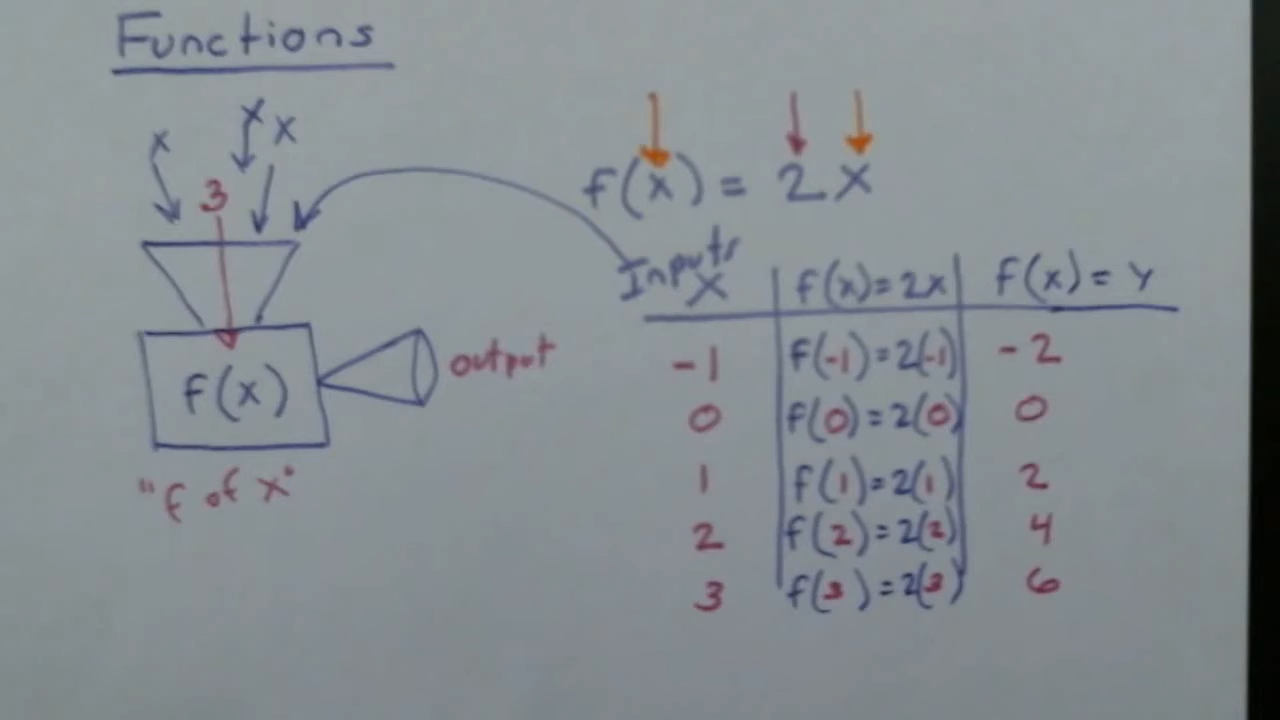 Functions
x x x
3
f(x)
"f of x"
output
f(x) = 2x
Inputs
x f(x)=2x f(x)=y
-1 f(-1)=2(-1) -2
0 f(0)=2(0) 0
1 f(1)=2(1) 2
2 f(2)=2(2) 4
3 f(3)=2(3) 6